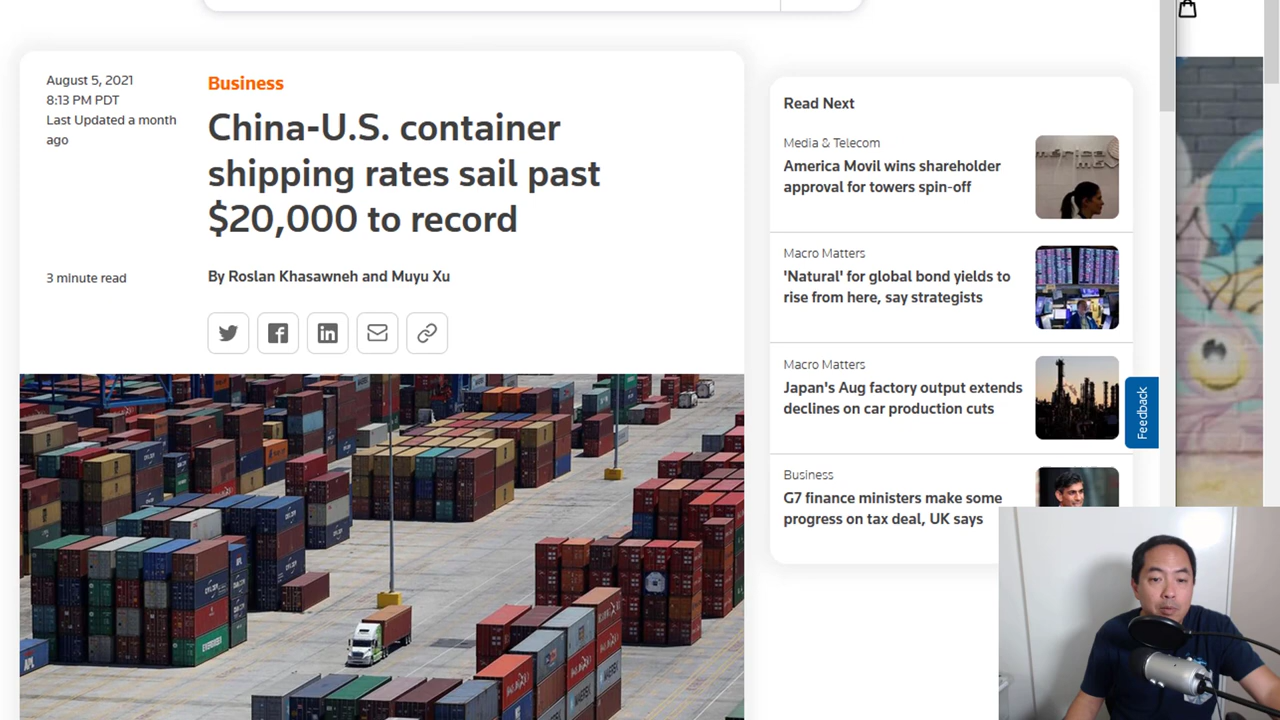 August 5, 2021
8:13 PM PDT
Last Updated a month
ago
Business
China-U.S. container
shipping rates sail past
$20,000 to record
3 minute read
By Roslan Khasawneh and Muyu Xu
Read Next
Media & Telecom
America Movil wins shareholder
approval for towers spin-off
Macro Matters
'Natural' for global bond yields to
rise from here, say strategists
Macro Matters
Japan's Aug factory output extends
declines on car production cuts
Business
G7 finance ministers make some
progress on tax deal, UK says
Feedback
APL